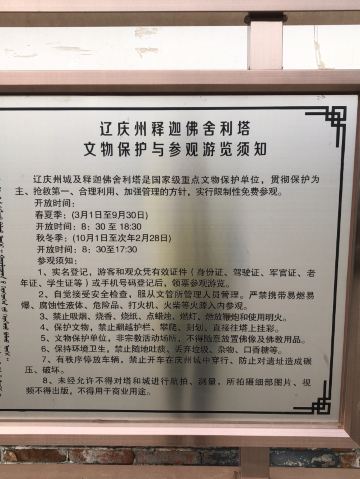 辽庆州释迦佛舍利塔
文物保护与参观游览须知
辽庆州城及释迦佛舍利塔是国家级重点文物保护单位，贯彻保护为
主、抢救第一、合理利用、加强管理的方针，实行限制性免费参观。
开放时间：
春夏季：(3月1日至9月30日)
开放时间：8：30 至 18:30
秋冬季：(10月1日至次年2月28日)
开放时间：8：30至17:30
参观须知：
1、实名登记，游客和观众凭有效证件（身份证、驾驶证、军官证、老
年证、学生证等）或手机号码登记后，领票参观游览。
2、自觉接受安全检查、服从文管所管理人员管理。严禁携带易燃易
爆、腐蚀性液体、危险品、打火机、火柴等火种入内参观。
3、禁止吸烟、烧香、烧纸、点蜡烛、燃灯、燃放鞭炮和使用明火。
4、保护文物，禁止翻越护栏、攀爬、刻划、直接往塔上挂彩。
5、文物保护单位，非宗教活动场所，不得随意放置佛像及佛教用品。
6、保持环境卫生，禁止随地吐痰、丢弃垃圾、杂物、口香糖等。
7、有秩序停放车辆，禁止开车在庆州城中穿行、防止对遗址造成碾
压、破坏。
8、未经允许不得对塔和城进行航拍、测量，所拍摄细部图片、视
频不得出版，不得用于商业用途。